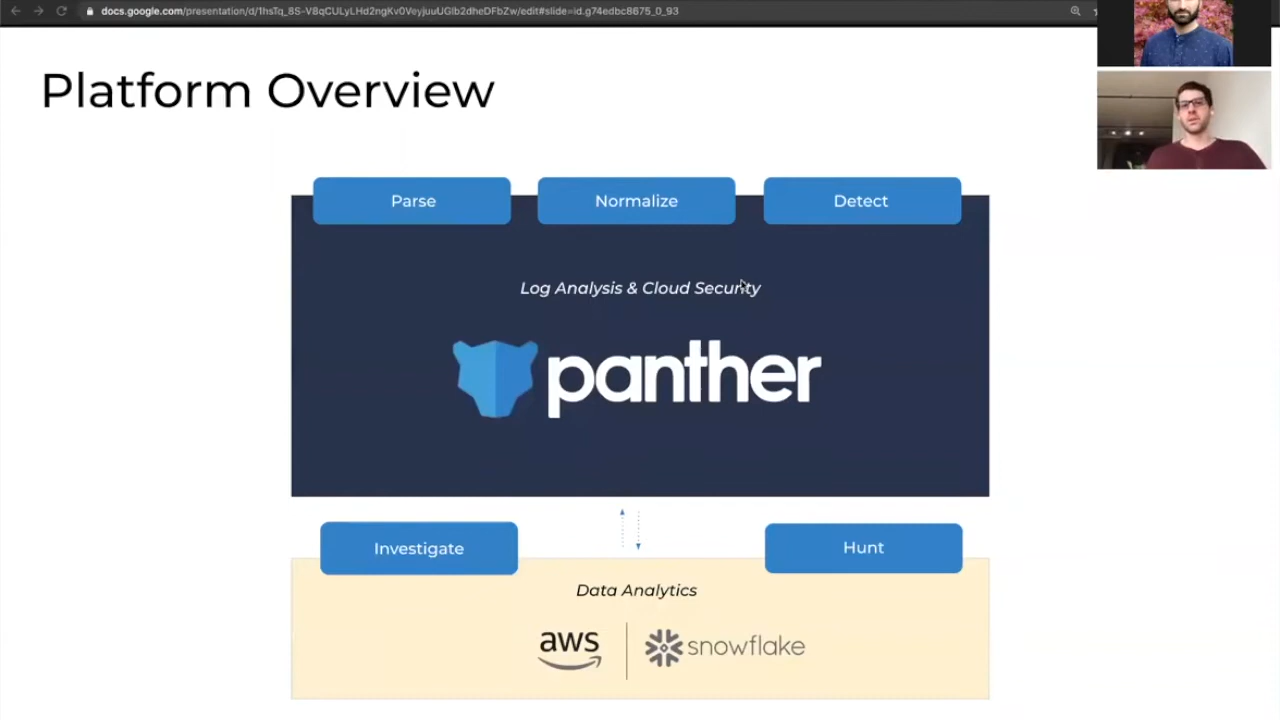 docs.google.com/presentation/d/1hsTq_8S-V8qCULyLHd2ngKv0VeyjuuUGlb2dheDFbZw/edit#slide=id.g74edbc8675_0_93
Platform Overview
Parse
Normalize
Detect
Log Analysis & Cloud Security
panther
Investigate
Hunt
Data Analytics
aws
snowflake